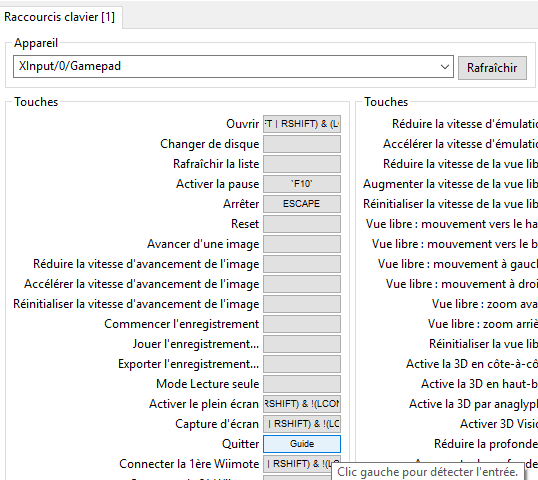 Raccourcis clavier [1]
Appareil
XInput/0/Gamepad
Rafraîchir
Touches
Ouvrir
T | RSHIFT) & (LC
Changer de disque
Rafraîchir la liste
Activer la pause
`F10`
Arrêter
ESCAPE
Reset
Avancer d'une image
Réduire la vitesse d'avancement de l'image
Accélérer la vitesse d'avancement de l'image
Réinitialiser la vitesse d'avancement de l'image
Commencer l'enregistrement
Jouer l'enregistrement...
Exporter l'enregistrement...
Mode Lecture seule
Activer le plein écran
RSHIFT) & !(LCON
Capture d'écran
| RSHIFT) & !(LC
Quitter
Guide
Connecter la 1ère Wiimote
| RSHIFT) & !(LC
Touches
Réduire la vitesse d'émulati
Accélérer la vitesse d'émulati
Réduire la vitesse de la vue lib
Augmenter la vitesse de la vue lib
Réinitialiser la vitesse de la vue lib
Vue libre : mouvement vers le ha
Vue libre : mouvement vers le b
Vue libre : mouvement à gauc
Vue libre : mouvement à droi
Vue libre : zoom ava
Vue libre : zoom arriè
Réinitialiser la vue lib
Active la 3D en côte-à-cô
Active la 3D en haut-b
Active la 3D par anaglyp
Activer 3D Visi
Réduire la profonde
Clic gauche pour détecter l'entrée.